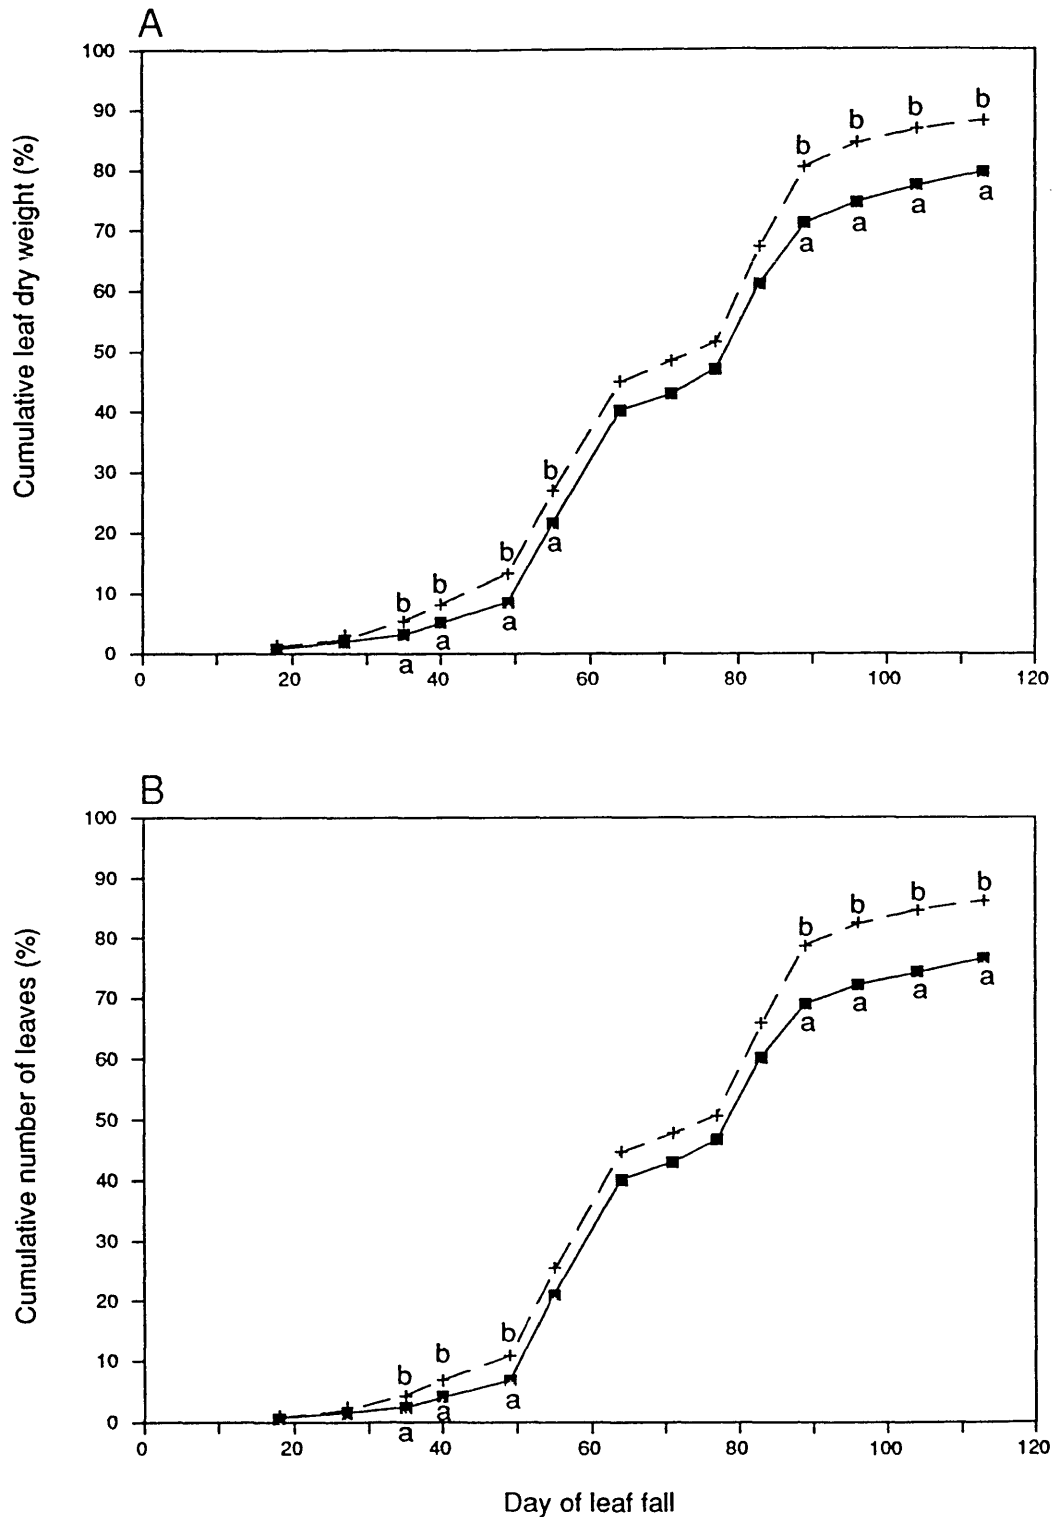 A
100
90
80
70
60
50
40
30
20
10
0
Cumulative leaf dry weight (%)
b b b b b b b b
a a a a a a a a
0 20 40 60 80 100 120
B
100
90
80
70
60
50
40
30
20
10
0
Cumulative number of leaves (%)
b b b b b b b
a a a a a a a
0 20 40 60 80 100 120
Day of leaf fall